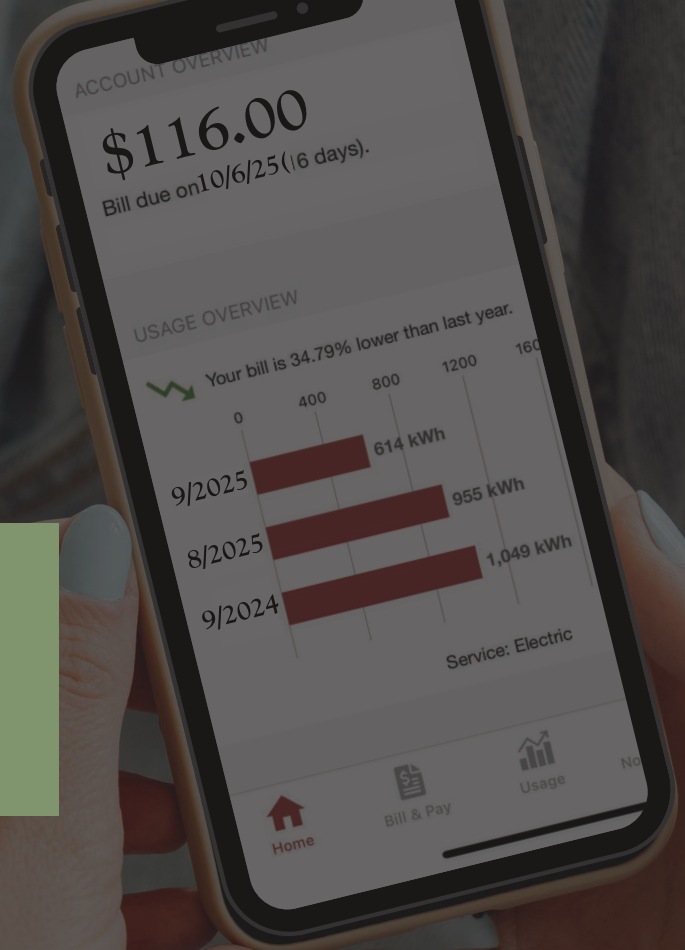 ACCOUNT OVERVIEW
$116.00
Bill due on10/6/25(16 days).
USAGE OVERVIEW
Your bill is 34.79% lower than last year.
0 400 800 1200 160
9/2025 614 kWh
8/2025 955 kWh
9/2024 1,049 kWh
Service: Electric
Home Bill & Pay Usage No